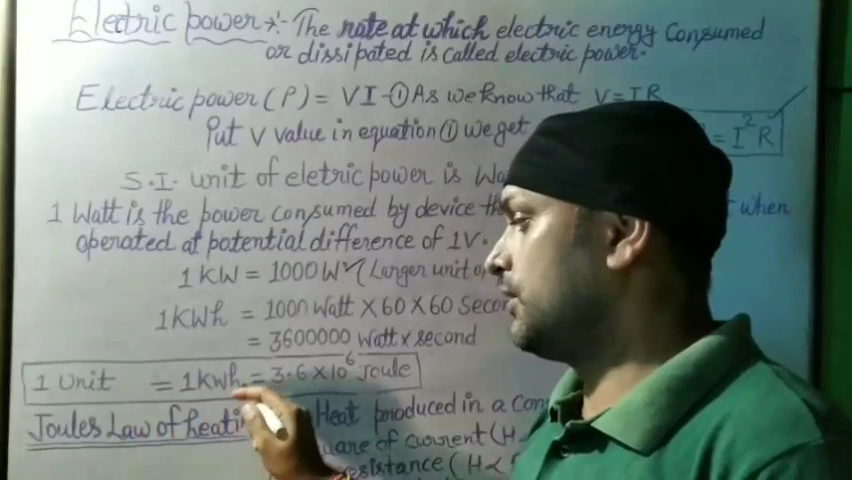 Electric power :- The rate at which electric energy consumed
or dissipated is called electric power.
Electric power (P) = VI -① As we know that V = IR
Put V value in equation ① we get = I²R
S.I. unit of eletric power is
1 Watt is the power consumed by device when
operated at potential difference of 1V.
1 KW = 1000W (Larger unit
1 KWh = 1000 Watt X 60 X 60
= 3600000 Watt x second
1 Unit = 1 KWh = 3.6 X 10⁶ Joule
Joules Law of Heat produced in a
of current (H
resistance (H ∝